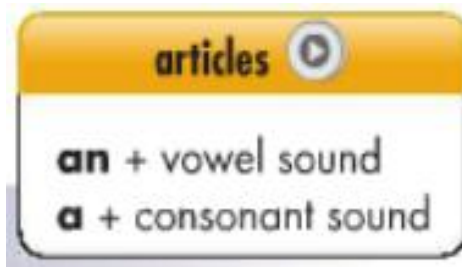 articles
an + vowel sound
a + consonant sound